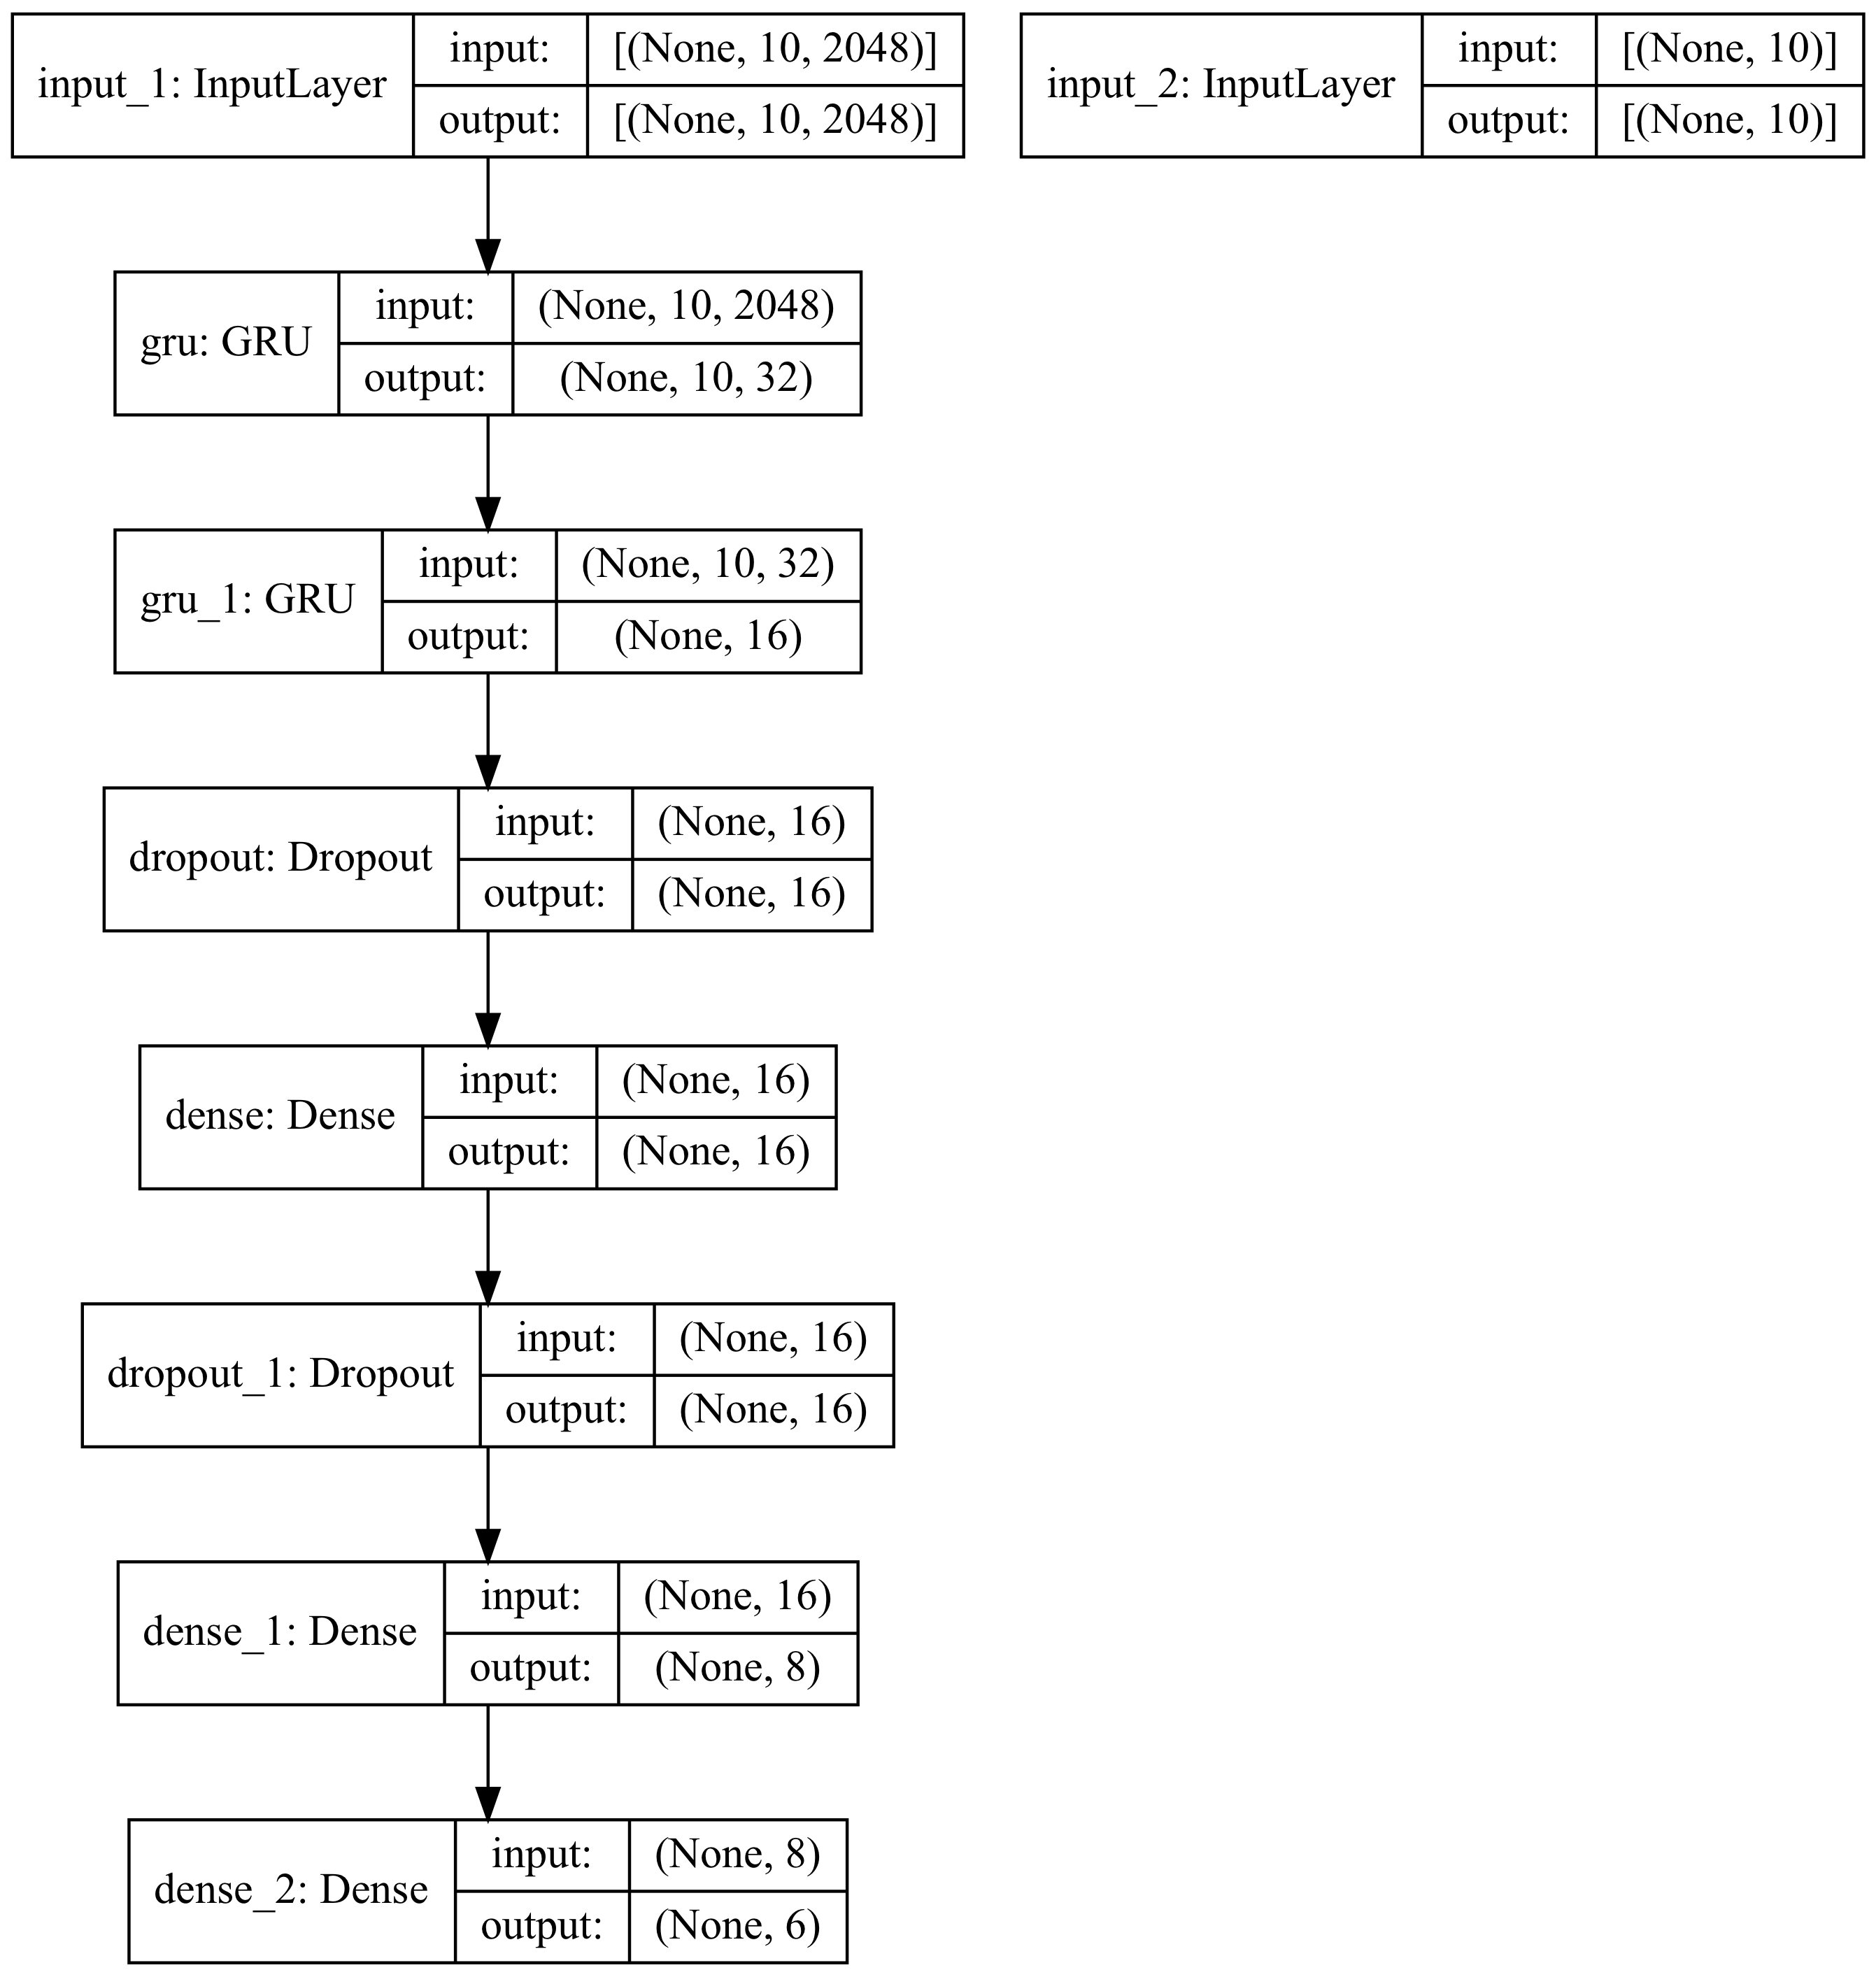 input_1: InputLayer
input:
[(None, 10, 2048)]
output:
[(None, 10, 2048)]
input_2: InputLayer
input:
[(None, 10)]
output:
[(None, 10)]
gru: GRU
input:
(None, 10, 2048)
output:
(None, 10, 32)
gru_1: GRU
input:
(None, 10, 32)
output:
(None, 16)
dropout: Dropout
input:
(None, 16)
output:
(None, 16)
dense: Dense
input:
(None, 16)
output:
(None, 16)
dropout_1: Dropout
input:
(None, 16)
output:
(None, 16)
dense_1: Dense
input:
(None, 16)
output:
(None, 8)
dense_2: Dense
input:
(None, 8)
output:
(None, 6)